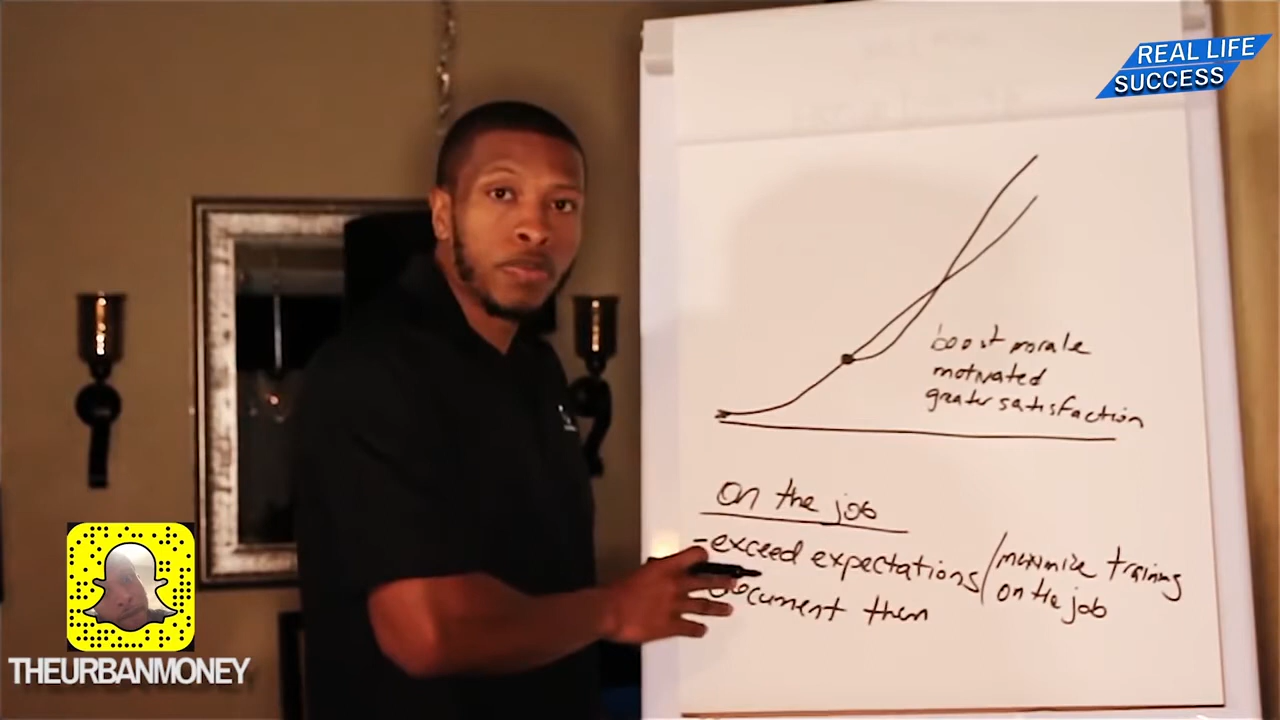 REAL LIFE
SUCCESS
boost morale
motivated
greater satisfaction
on the job
-exceed expectations/maximize training
on the job
-document them
THEURBANMONEY